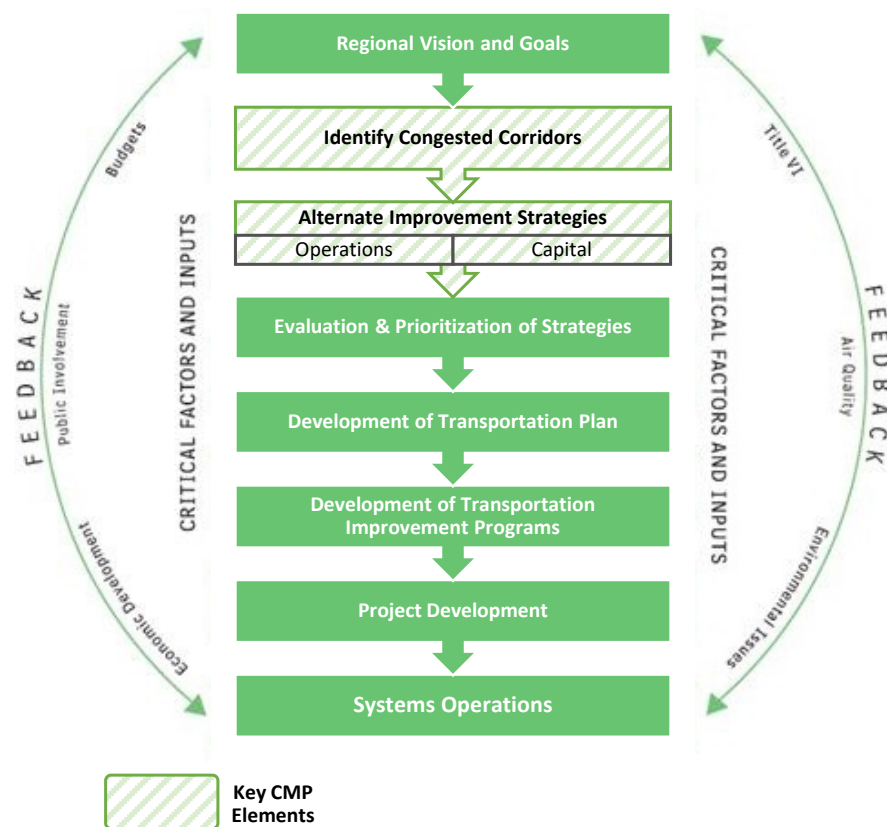 Regional Vision and Goals
Identify Congested Corridors
Alternate Improvement Strategies
Operations
Capital
Evaluation & Prioritization of Strategies
Development of Transportation Plan
Development of Transportation
Improvement Programs
Project Development
Systems Operations
FEEDBACK
Budgets
Public Involvement
Economic Development
CRITICAL FACTORS AND INPUTS
CRITICAL FACTORS AND INPUTS
Title VI
Air Quality
Environmental Issues
FEEDBACK
Key CMP
Elements